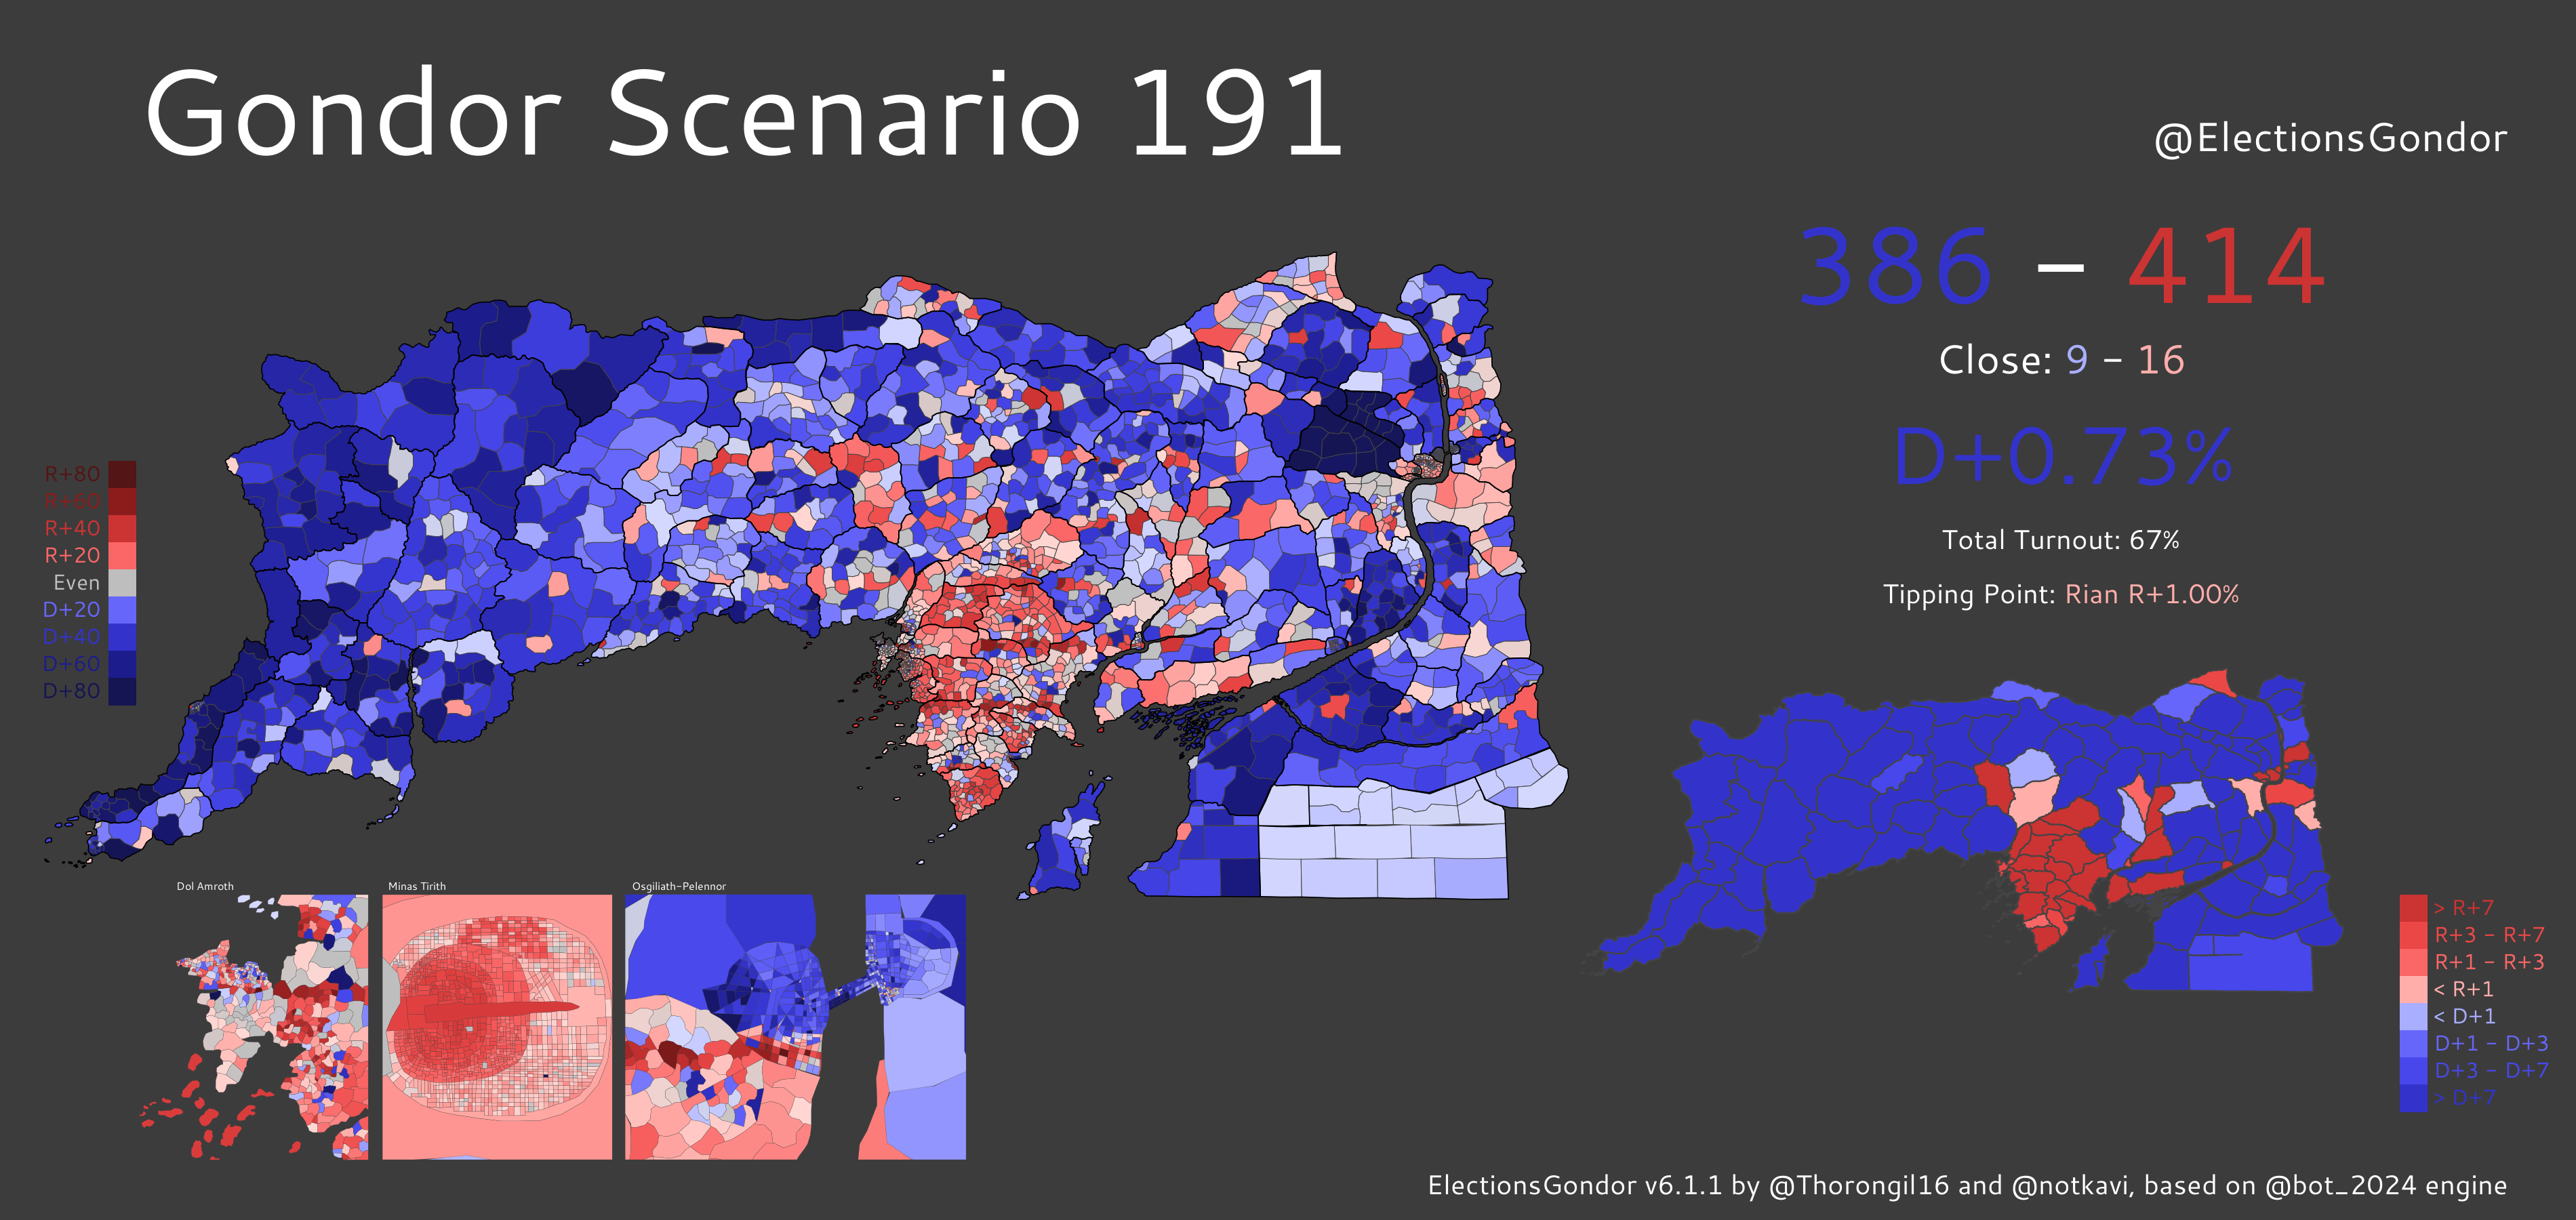 Gondor Scenario 191
@ElectionsGondor
386 – 414
Close: 9 – 16
D+0.73%
Total Turnout: 67%
Tipping Point: Rian R+1.00%
R+80
R+60
R+40
R+20
Even
D+20
D+40
D+60
D+80
Dol Amroth
Minas Tirith
Osgiliath-Pelennor
> R+7
R+3 – R+7
R+1 – R+3
< R+1
< D+1
D+1 – D+3
D+3 – D+7
> D+7
ElectionsGondor v6.1.1 by @Thorongil16 and @notkavi, based on @bot_2024 engine